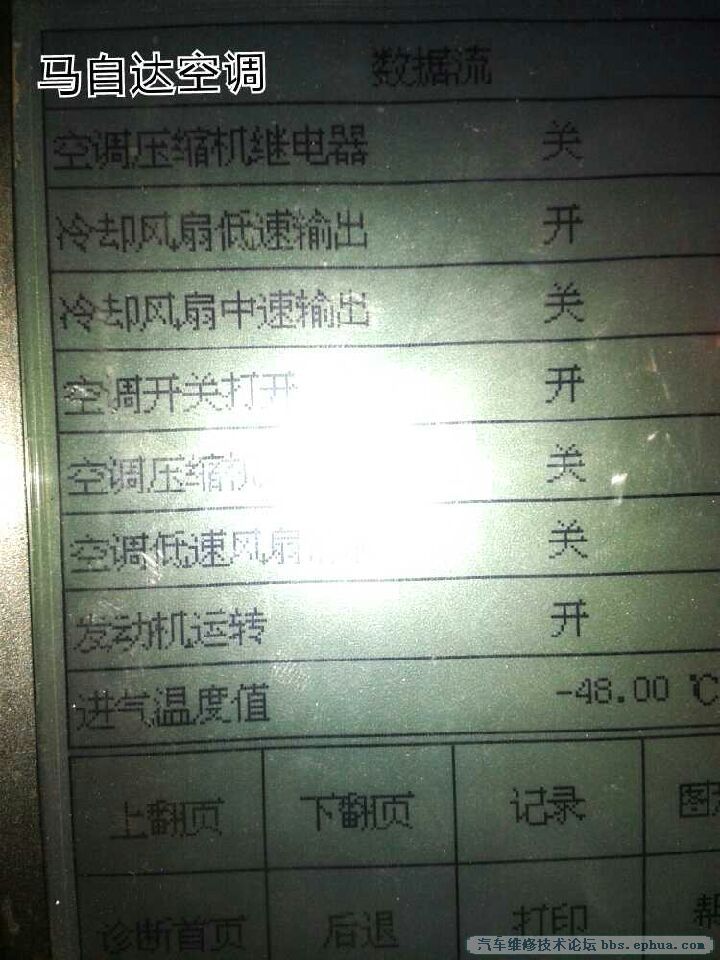 马自达空调
数据流
空调压缩机继电器 关
冷却风扇低速输出 开
冷却风扇中速输出 关
空调开关打开 开
空调压缩机 关
空调低速风扇 关
发动机运转 开
进气温度值 -48.00 ℃
上翻页 下翻页 记录 图
诊断首页 后退 打印 帮
汽车维修技术论坛 bbs.ephua.com